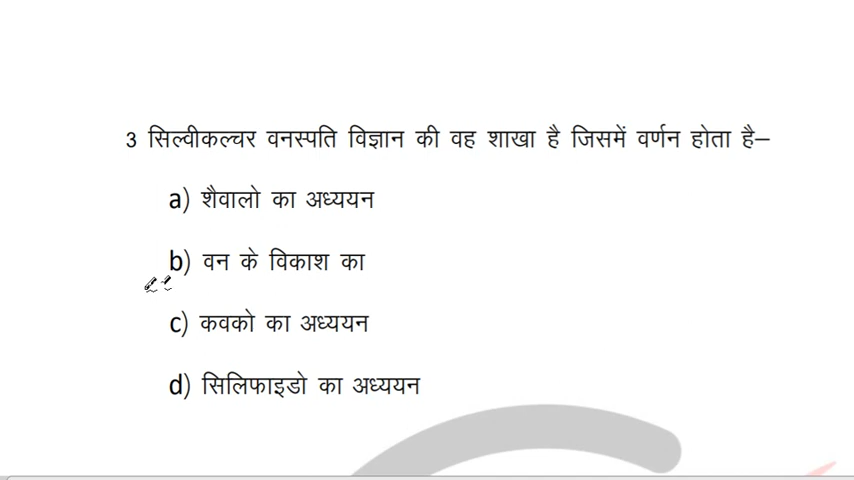 3 सिल्वीकल्चर वनस्पति विज्ञान की वह शाखा है जिसमें वर्णन होता है–
a) शैवालो का अध्ययन
b) वन के विकाश का
c) कवको का अध्ययन
d) सिलिफाइडो का अध्ययन